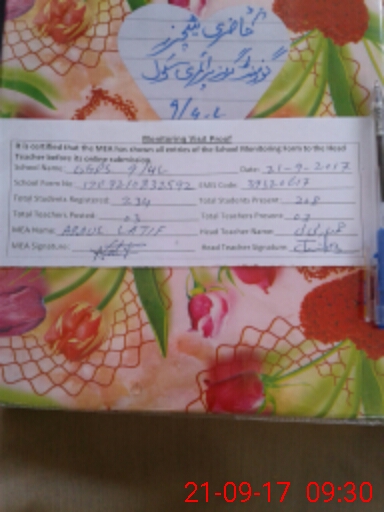 حاضری ٹیچرز
گورنمنٹ گرلز پرائمری سکول
9/4.L
Monitoring Visit Proof
It is certified that the MEA has shown all entries of the School Monitoring Form to the Head
Teacher before its online submission.
School Name: GGPS 9/4L Date: 21-9-2017
School Form No: EMIS Code:
Total Students Registered: 234 Total Students Present: 208
Total Teachers Posted: 03 Total Teachers Present: 03
MEA Name: ABDUL LATIF Head Teacher Name:
MEA Signature: Head Teacher Signature:
21-09-17 09:30